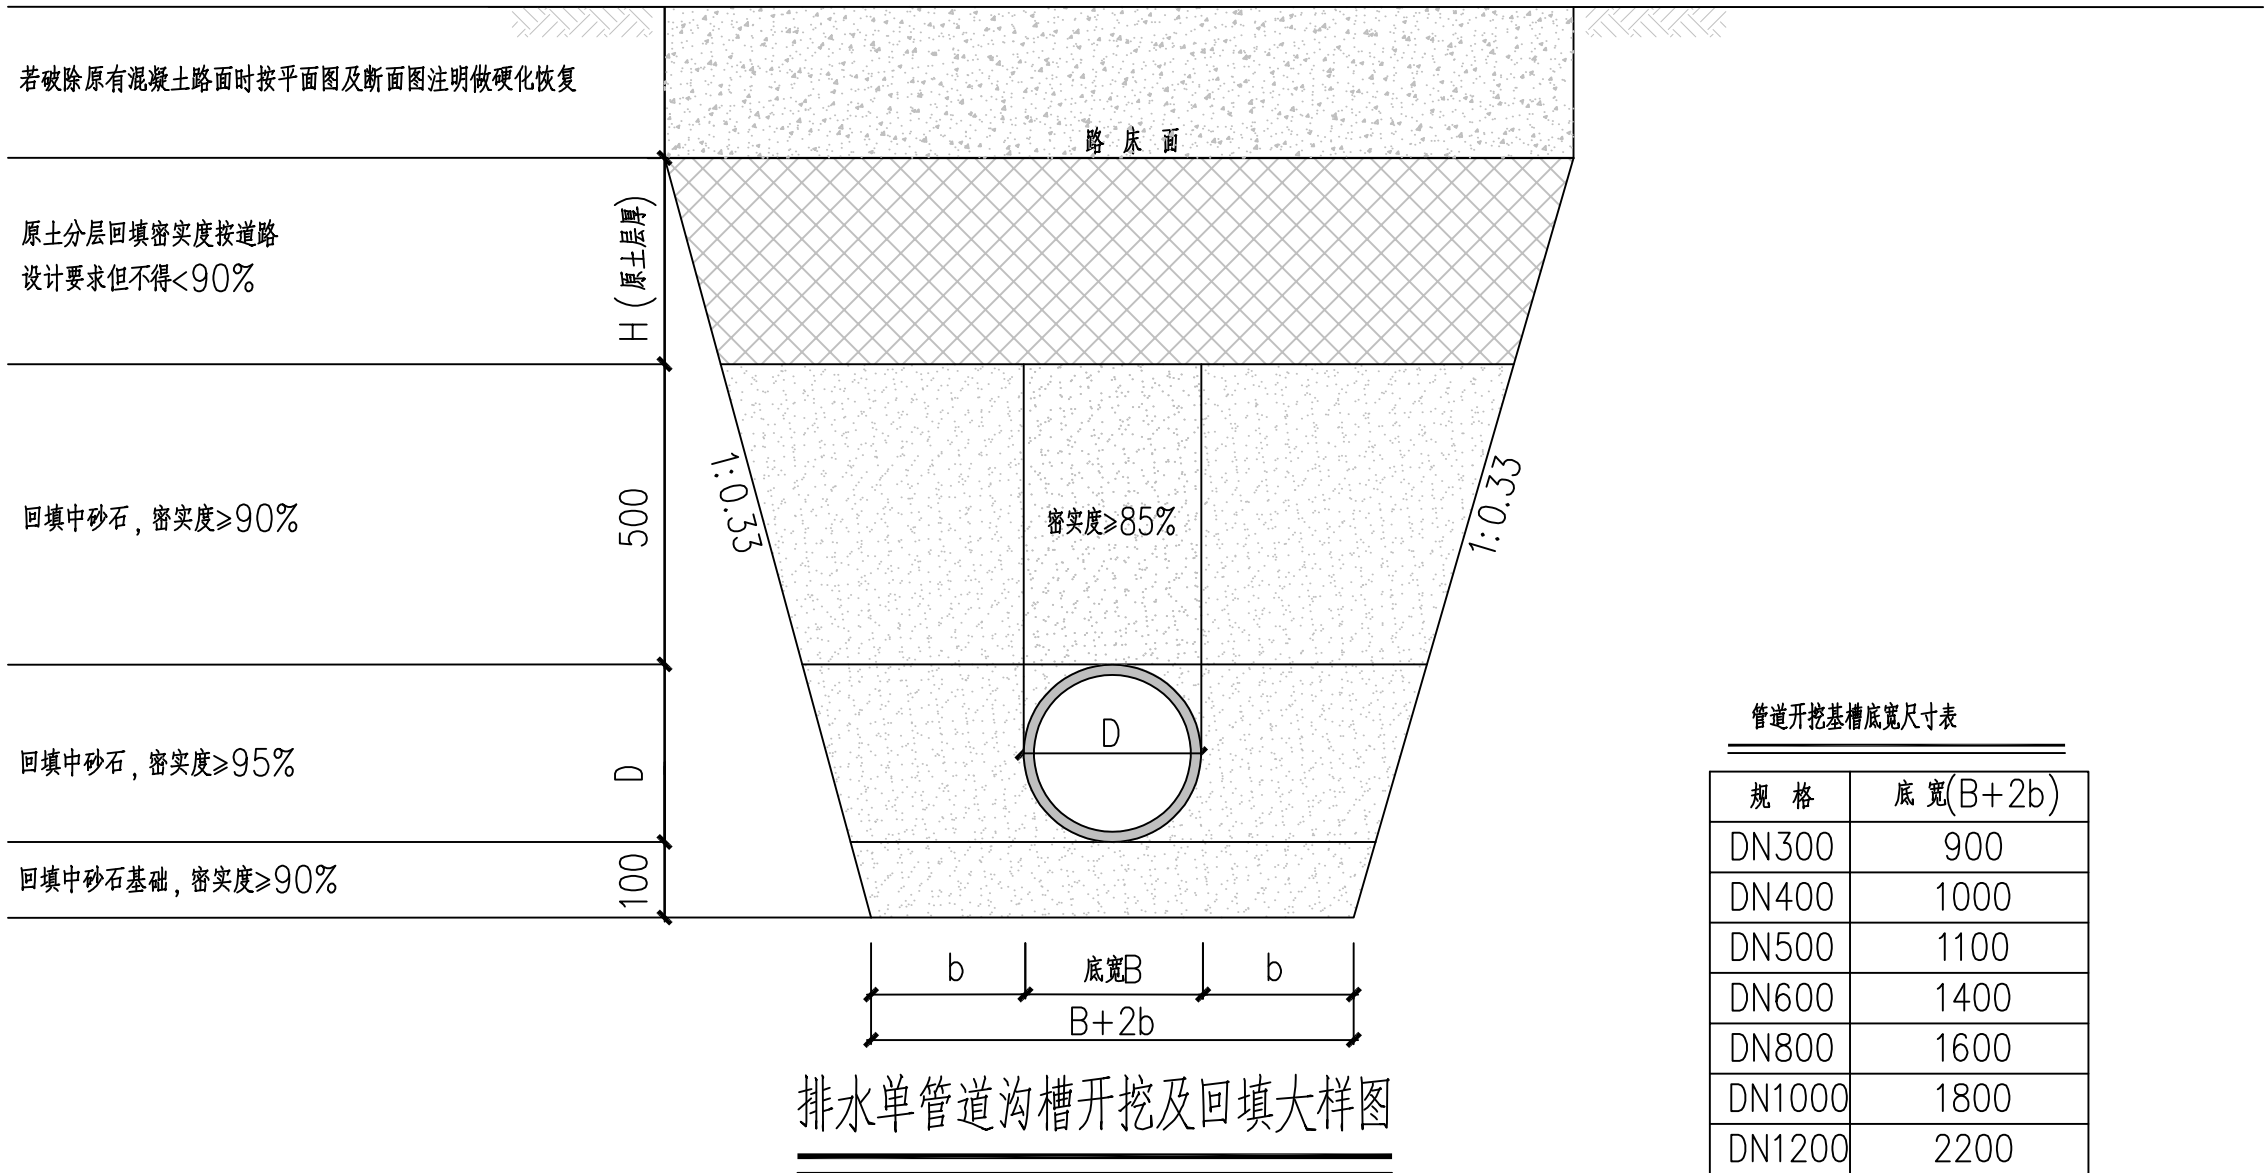 若破除原有混凝土路面时按平面图及断面图注明做硬化恢复
路床面
原土分层回填密实度按道路
设计要求但不得<90%
H(原土层厚)
回填中砂石，密实度≥90%
500
1:0.33
密实度≥85%
1:0.33
回填中砂石，密实度≥95%
D
D
回填中砂石基础，密实度≥90%
100
b
底宽B
b
B+2b
排水单管道沟槽开挖及回填大样图
管道开挖基槽底宽尺寸表
规格 底宽(B+2b)
DN300 900
DN400 1000
DN500 1100
DN600 1400
DN800 1600
DN1000 1800
DN1200 2200